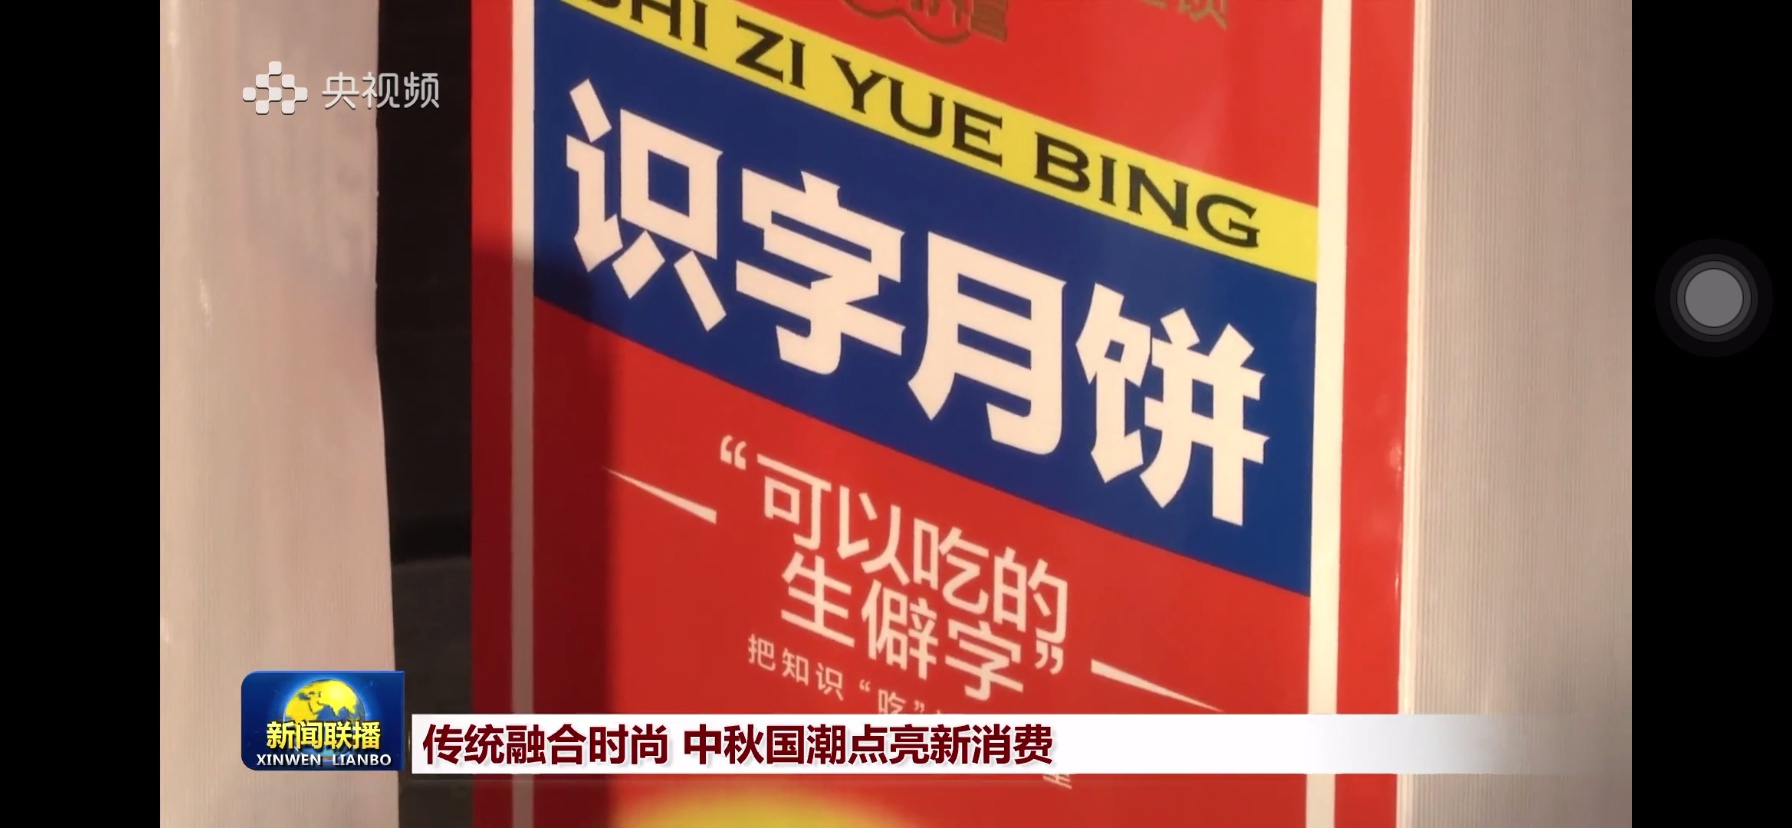 央视频
SHI ZI YUE BING
识字月饼
“可以吃的
生僻字”
把知识“吃”
新闻联播
XINWEN LIANBO
传统融合时尚 中秋国潮点亮新消费